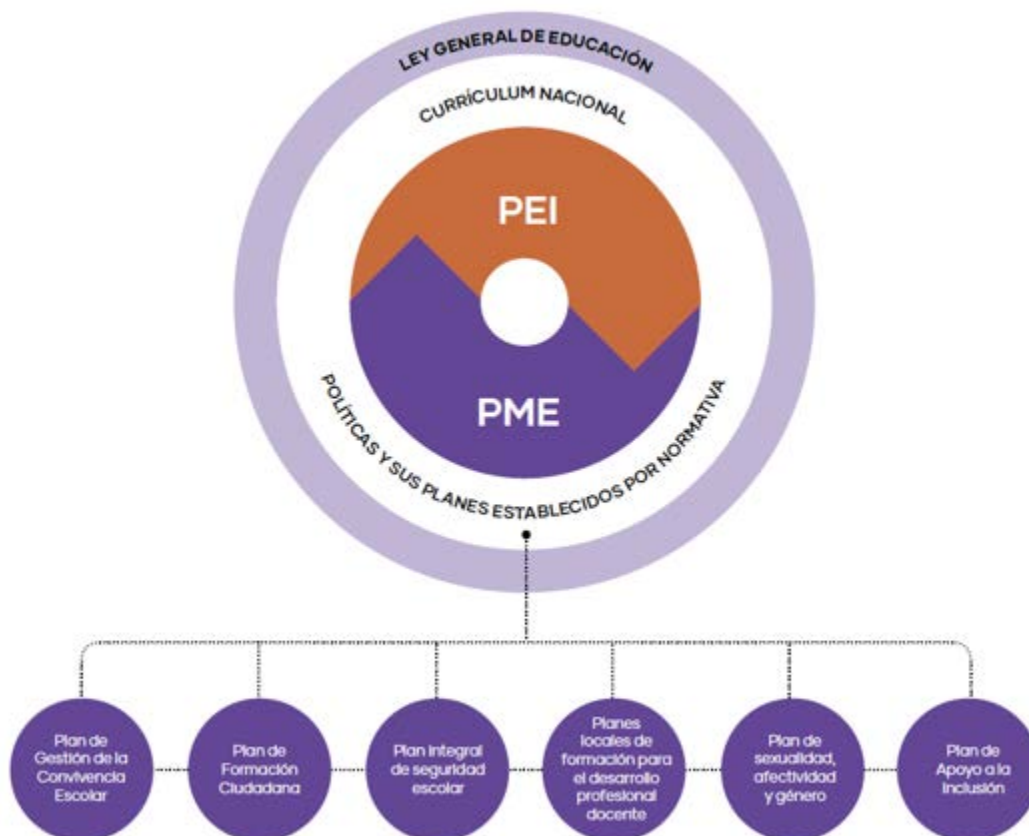 LEY GENERAL DE EDUCACIÓN
CURRÍCULUM NACIONAL
PEI
PME
POLÍTICAS Y SUS PLANES ESTABLECIDOS POR NORMATIVA
Plan de
Gestión de la
Convivencia
Escolar
Plan de
Formación
Ciudadana
Plan integral
de seguridad
escolar
Planes
locales de
formación para
el desarrollo
profesional
docente
Plan de
sexualidad,
afectividad
y género
Plan de
Apoyo a la
Inclusión